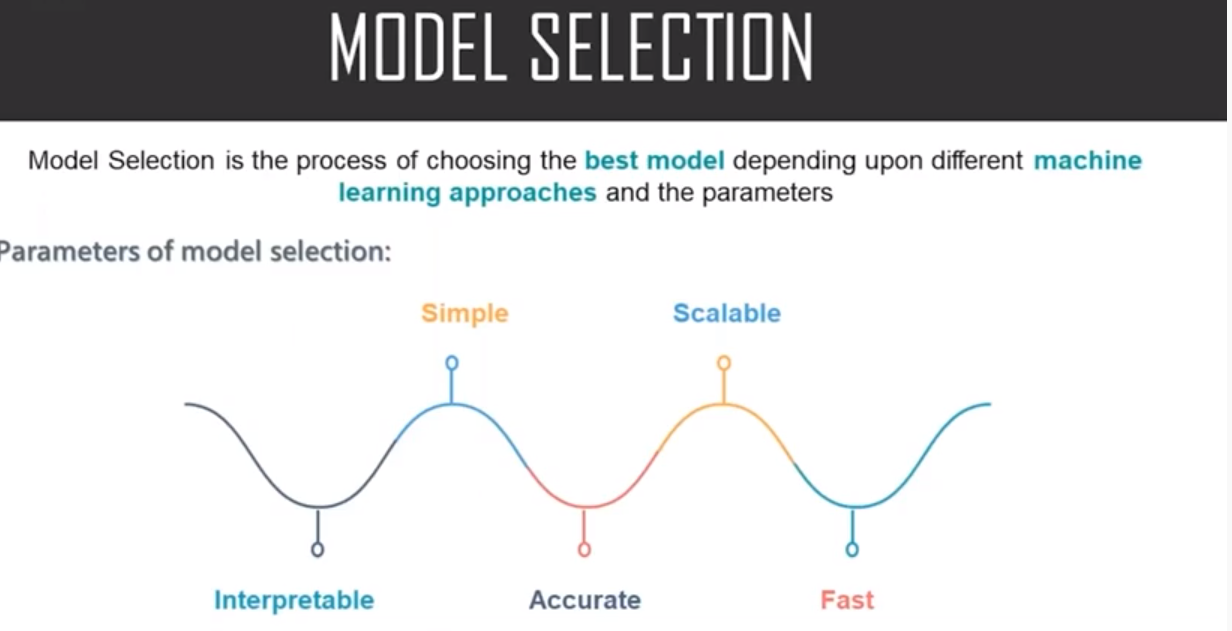 MODEL SELECTION
Model Selection is the process of choosing the best model depending upon different machine
learning approaches and the parameters
Parameters of model selection:
Simple
Scalable
Interpretable
Accurate
Fast